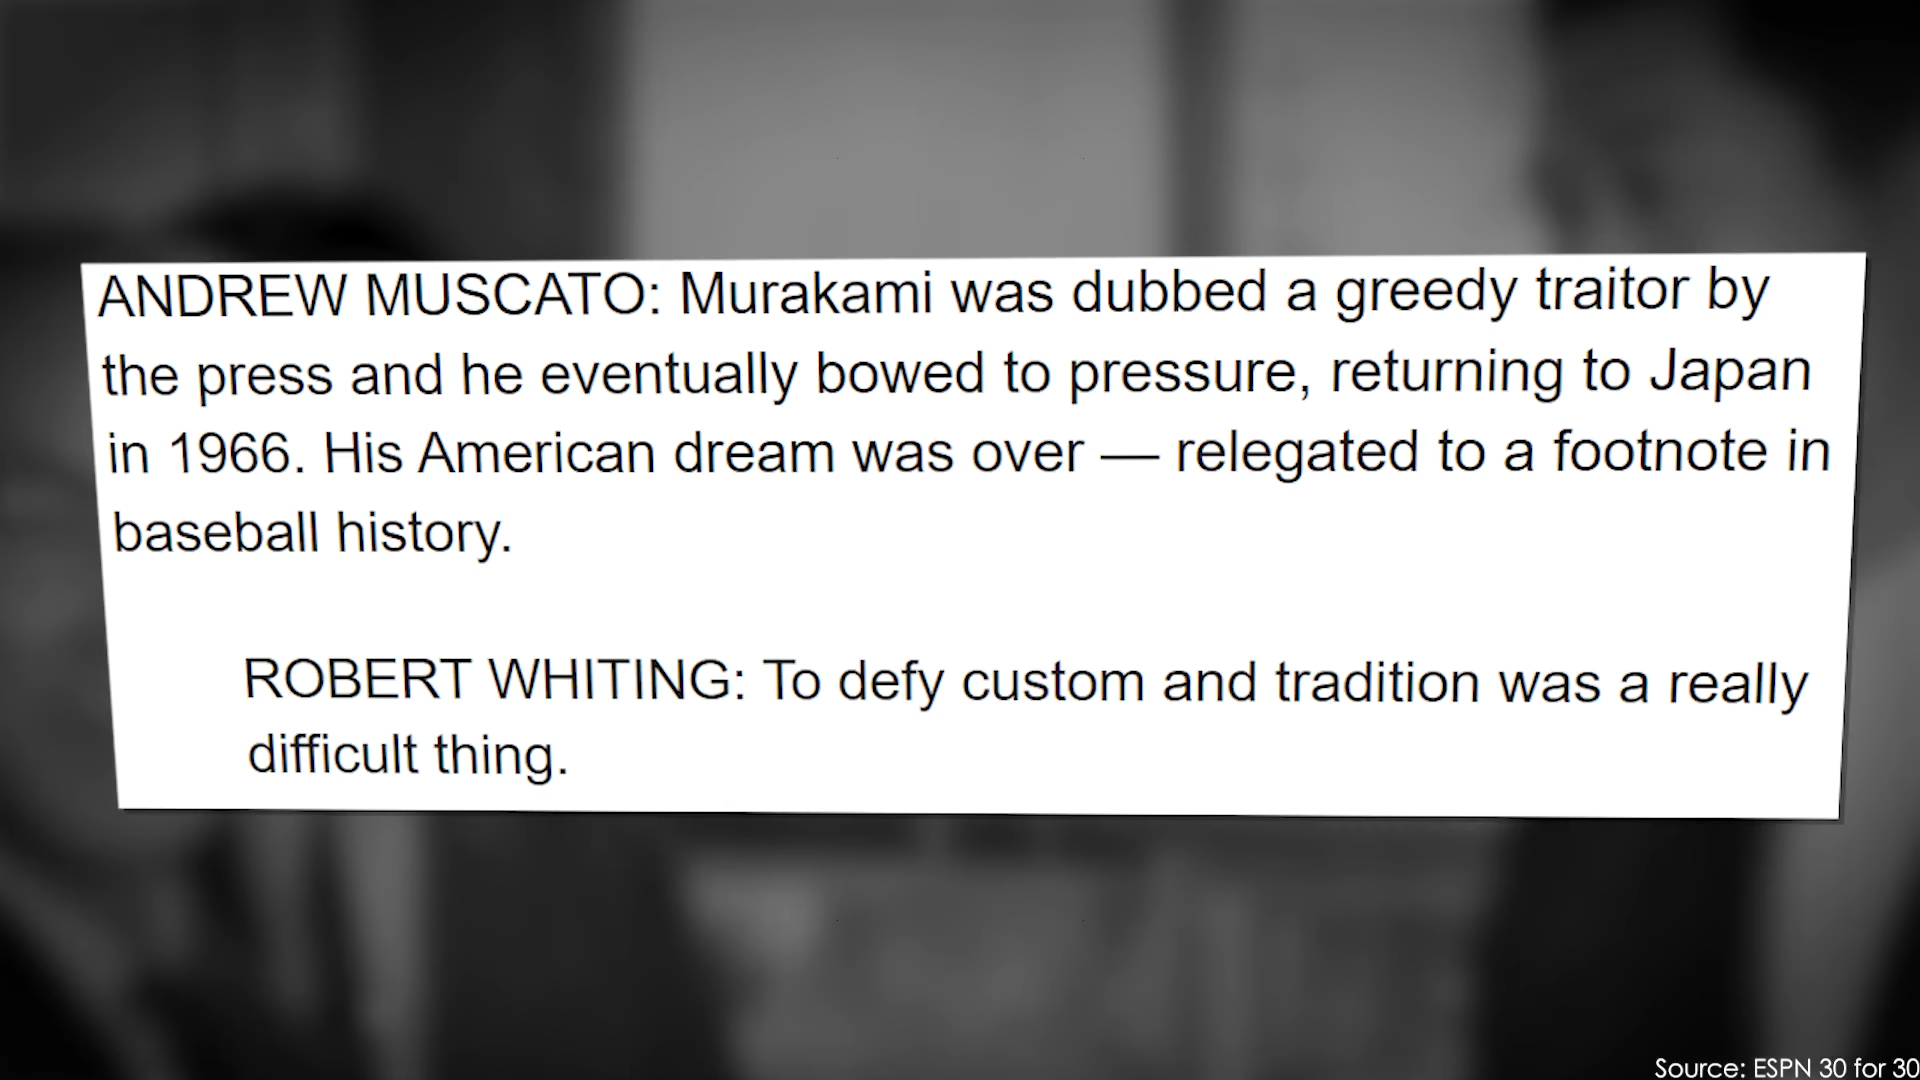 ANDREW MUSCATO: Murakami was dubbed a greedy traitor by
the press and he eventually bowed to pressure, returning to Japan
in 1966. His American dream was over — relegated to a footnote in
baseball history.
ROBERT WHITING: To defy custom and tradition was a really
difficult thing.
Source: ESPN 30 for 30